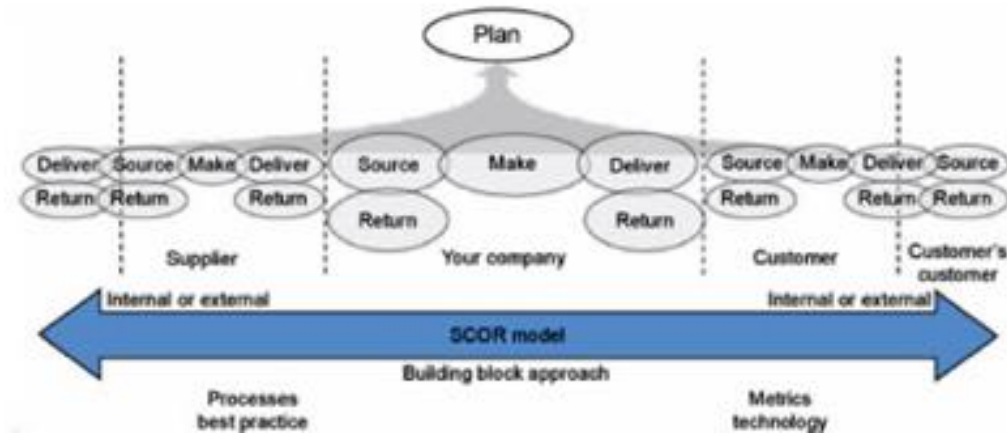 Plan
Deliver Source Make Deliver Source Make Deliver Source Make Deliver Source
Return Return Return Return Return Return Return Return
Supplier Your company Customer Customer's
customer
Internal or external Internal or external
SCOR model
Building block approach
Processes Metrics
best practice technology